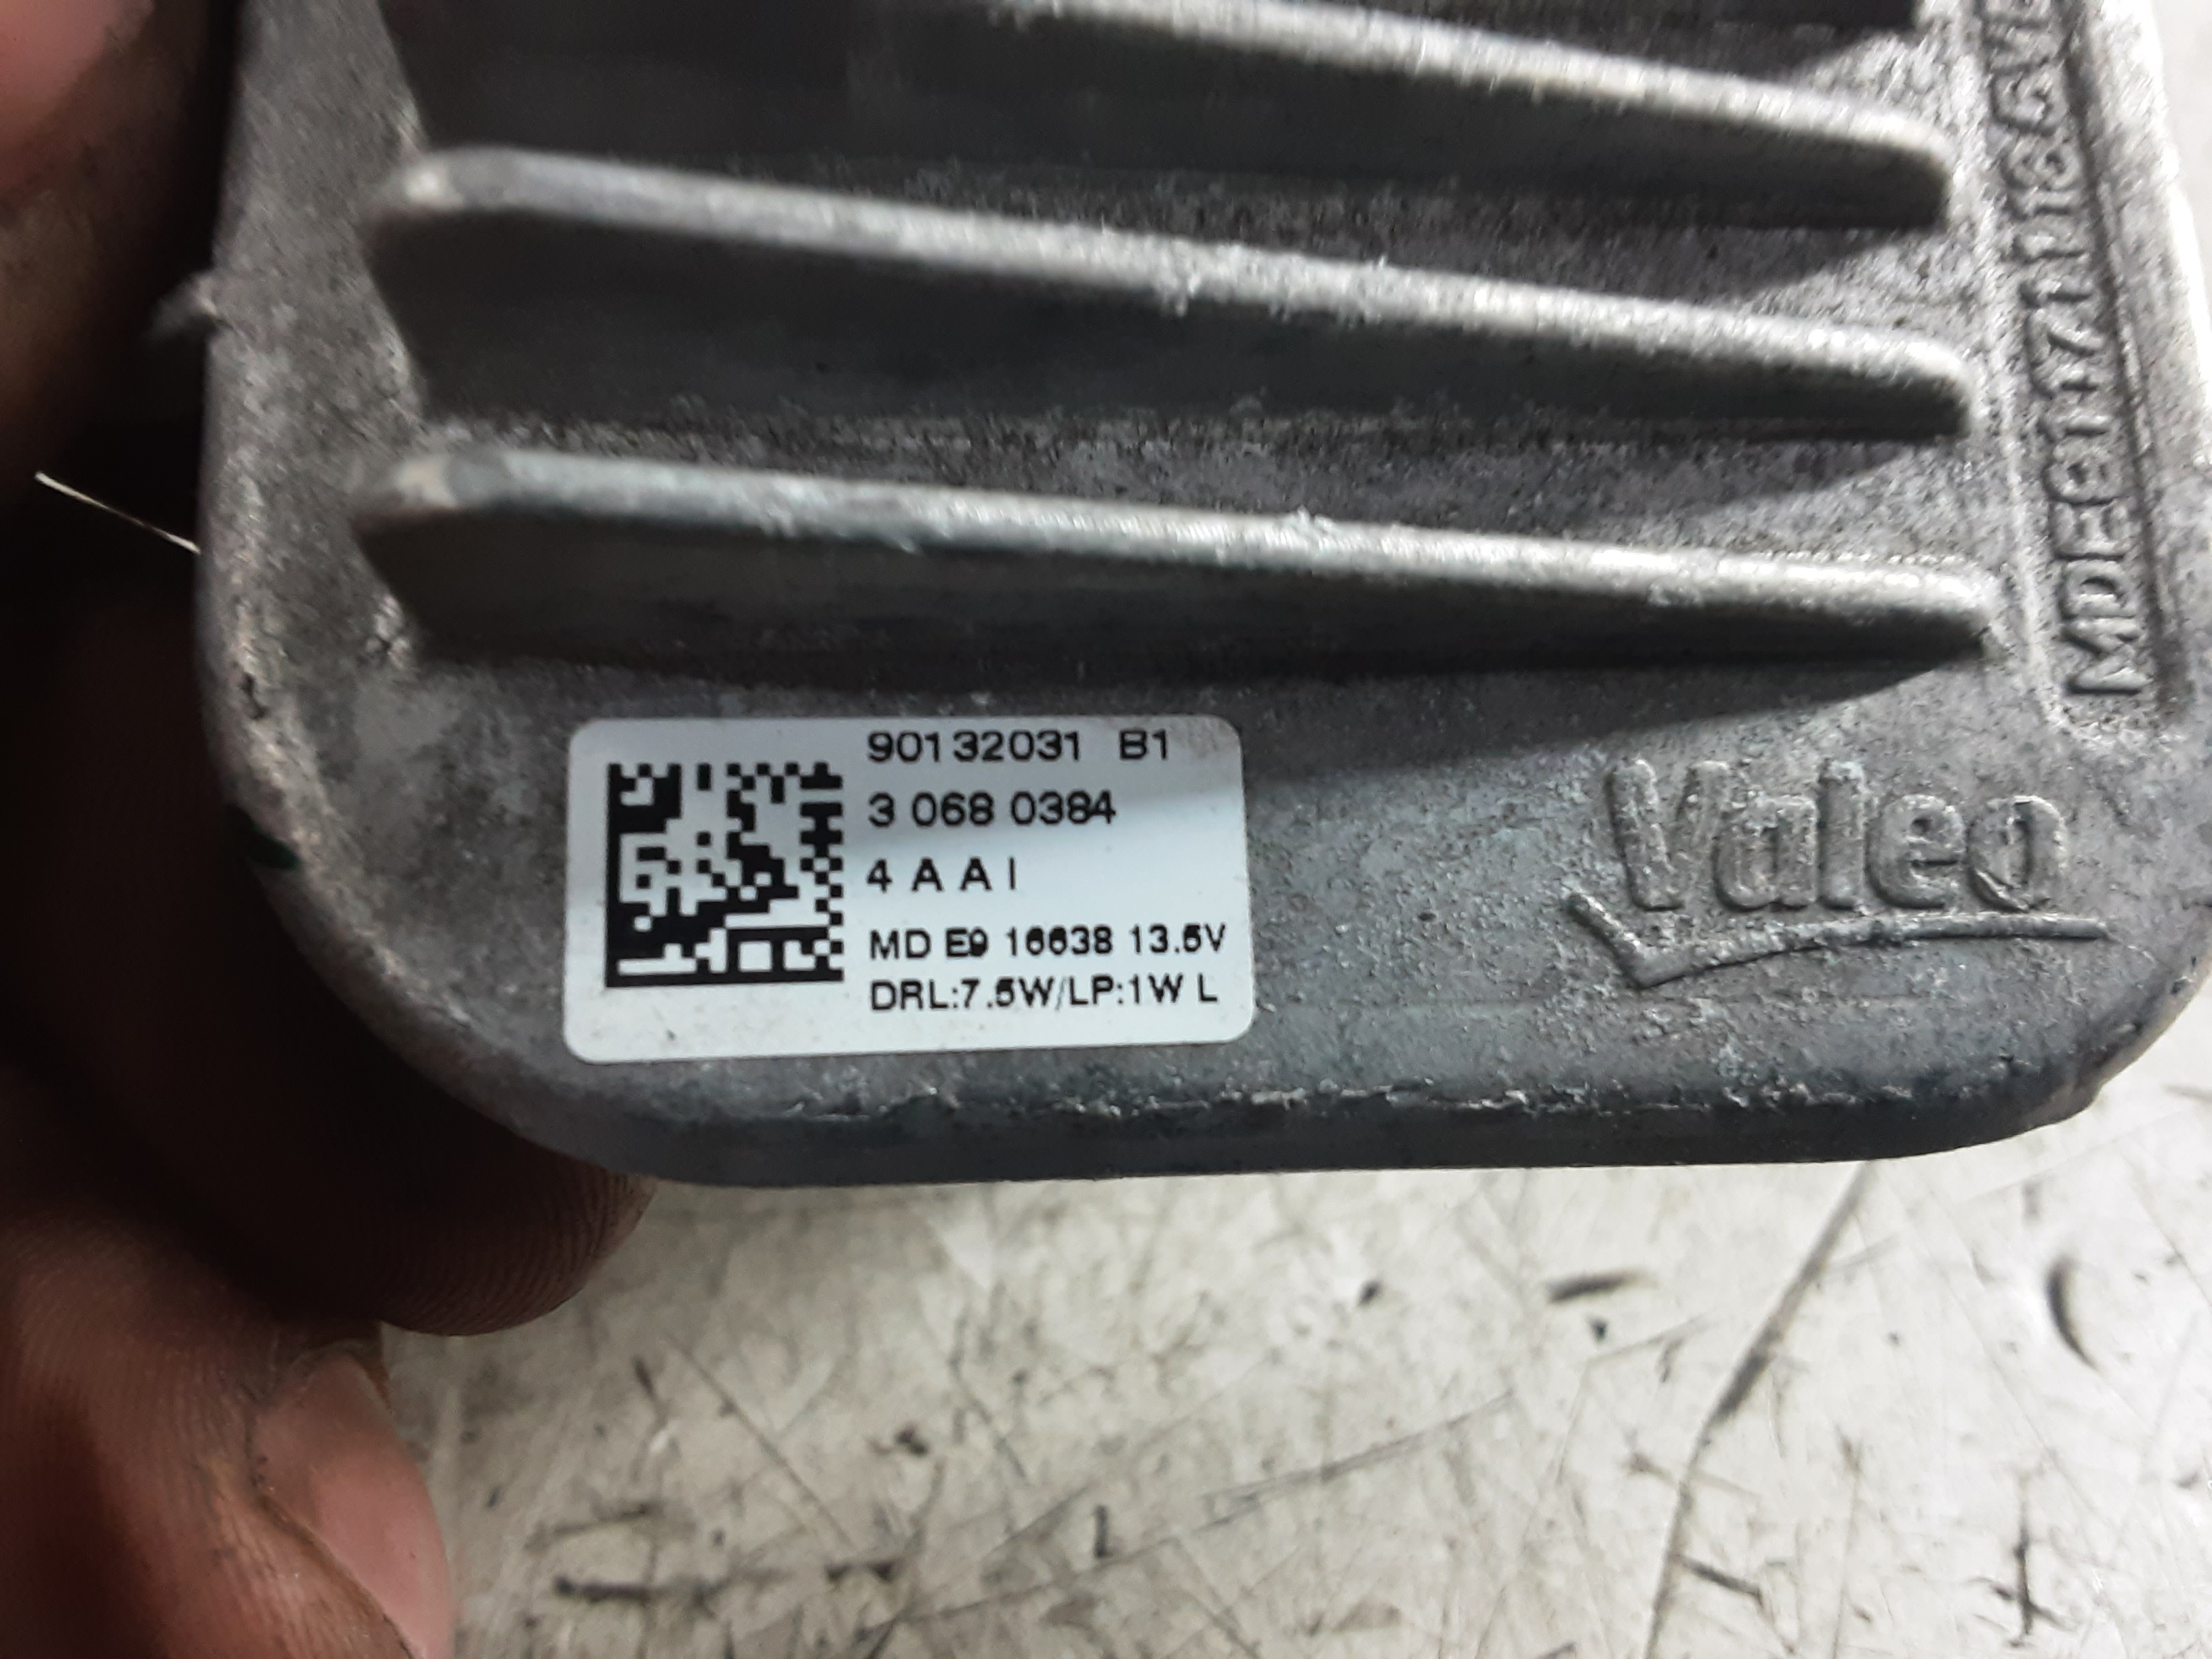 90132031 B1
3 068 0384
4 A A I
MD E9 16638 13.5V
DRL:7.5W/LP:1W L
Valeo